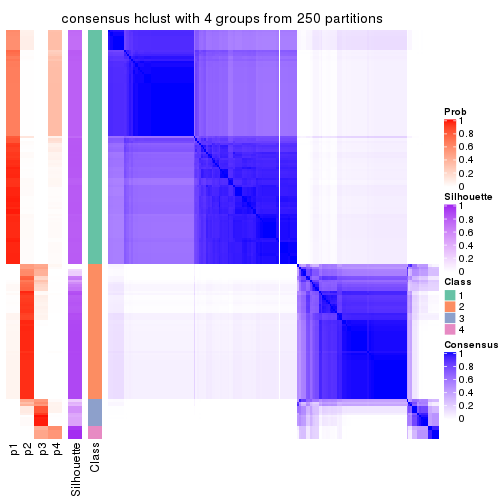 consensus hclust with 4 groups from 250 partitions
Prob
1
0.8
0.6
0.4
0.2
0
Silhouette
1
0.8
0.6
0.4
0.2
0
Class
1
2
3
4
Consensus
1
0.8
0.6
0.4
0.2
0
p1
p2
p3
p4
Silhouette
Class